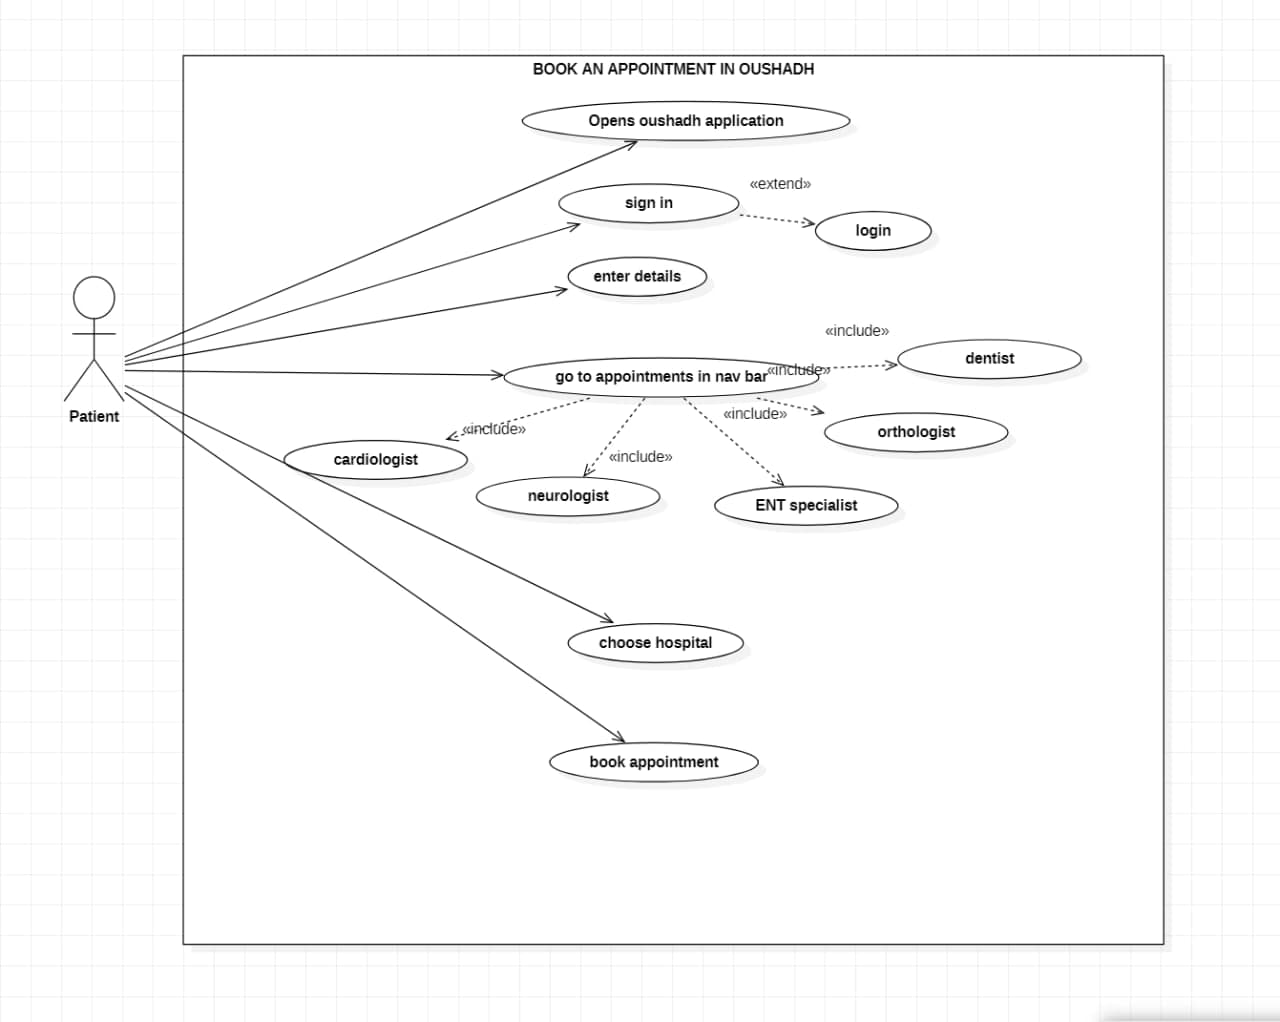 BOOK AN APPOINTMENT IN OUSHADH
Opens oushadh application
«extend»
sign in
login
enter details
«include»
dentist
«include»
go to appointments in nav bar
«include»
orthologist
«include»
cardiologist
«include»
neurologist
ENT specialist
Patient
choose hospital
book appointment